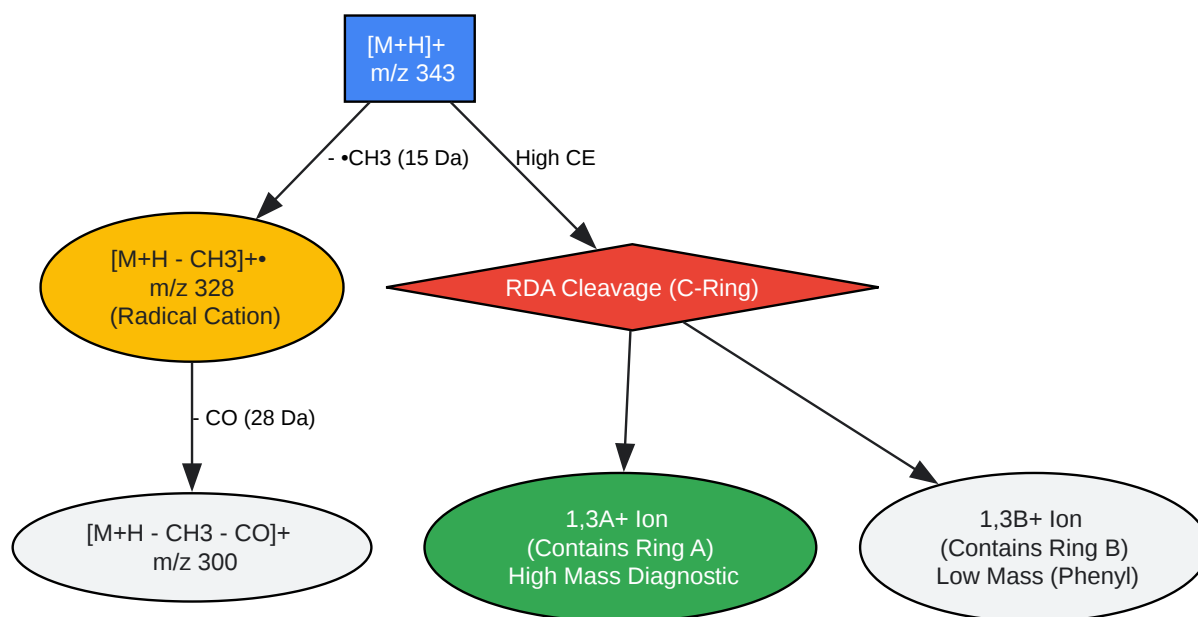 [M+H]+
m/z 343
- •CH3 (15 Da)
High CE
[M+H - CH3]+•
m/z 328
(Radical Cation)
RDA Cleavage (C-Ring)
- CO (28 Da)
[M+H - CH3 - CO]+
m/z 300
1,3A+ Ion
(Contains Ring A)
High Mass Diagnostic
1,3B+ Ion
(Contains Ring B)
Low Mass (Phenyl)